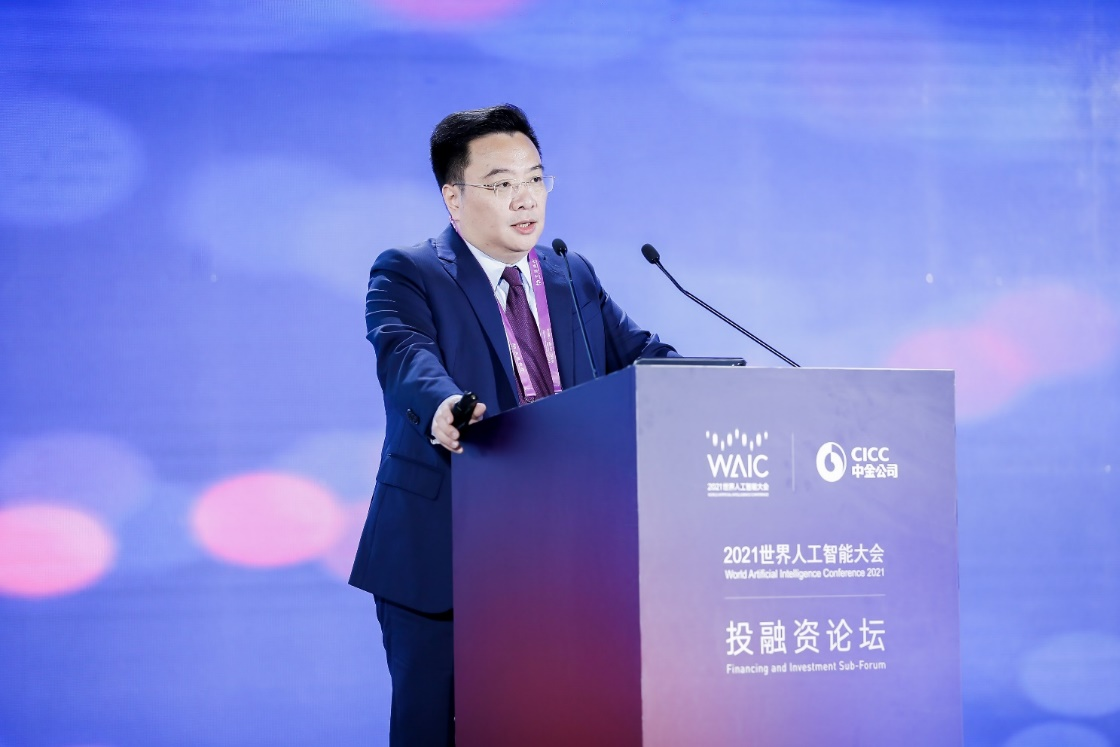 WAIC
2021世界人工智能大会
CICC
中金公司
2021世界人工智能大会
World Artificial Intelligence Conference 2021
投融资论坛
Financing and Investment Sub-Forum